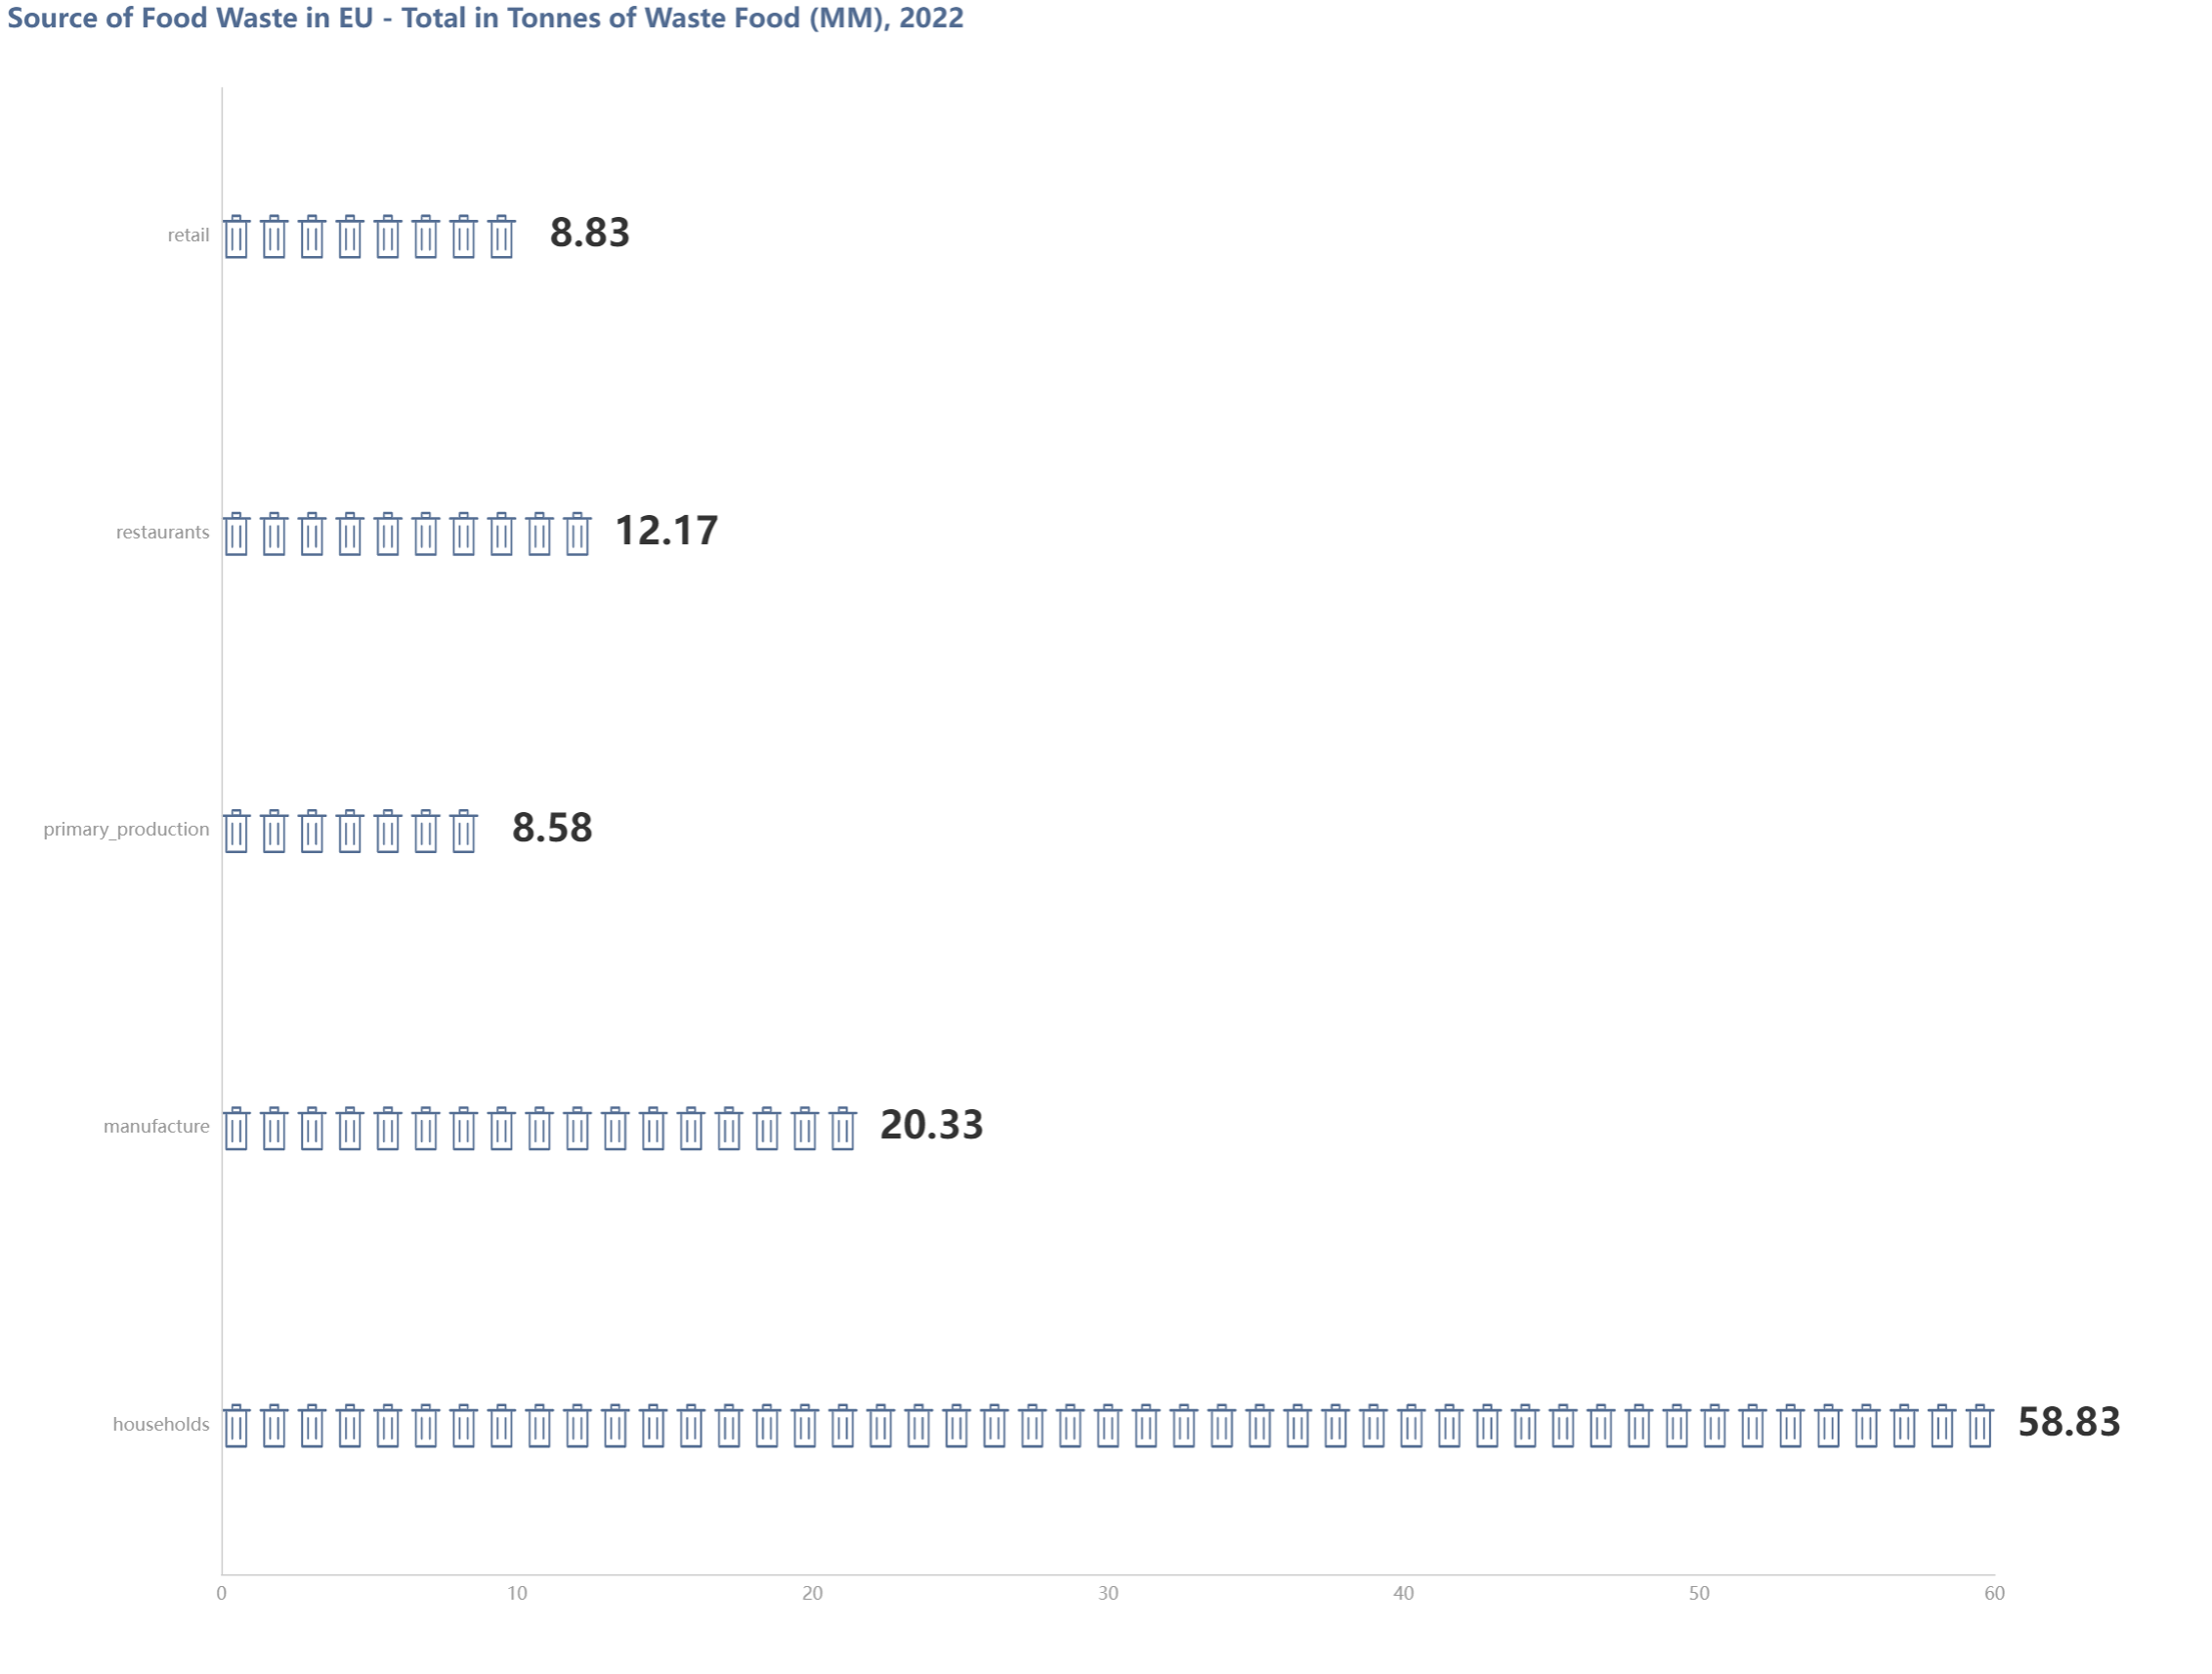 Source of Food Waste in EU - Total in Tonnes of Waste Food (MM), 2022
retail 8.83
restaurants 12.17
primary_production 8.58
manufacture 20.33
households 58.83
0 10 20 30 40 50 60